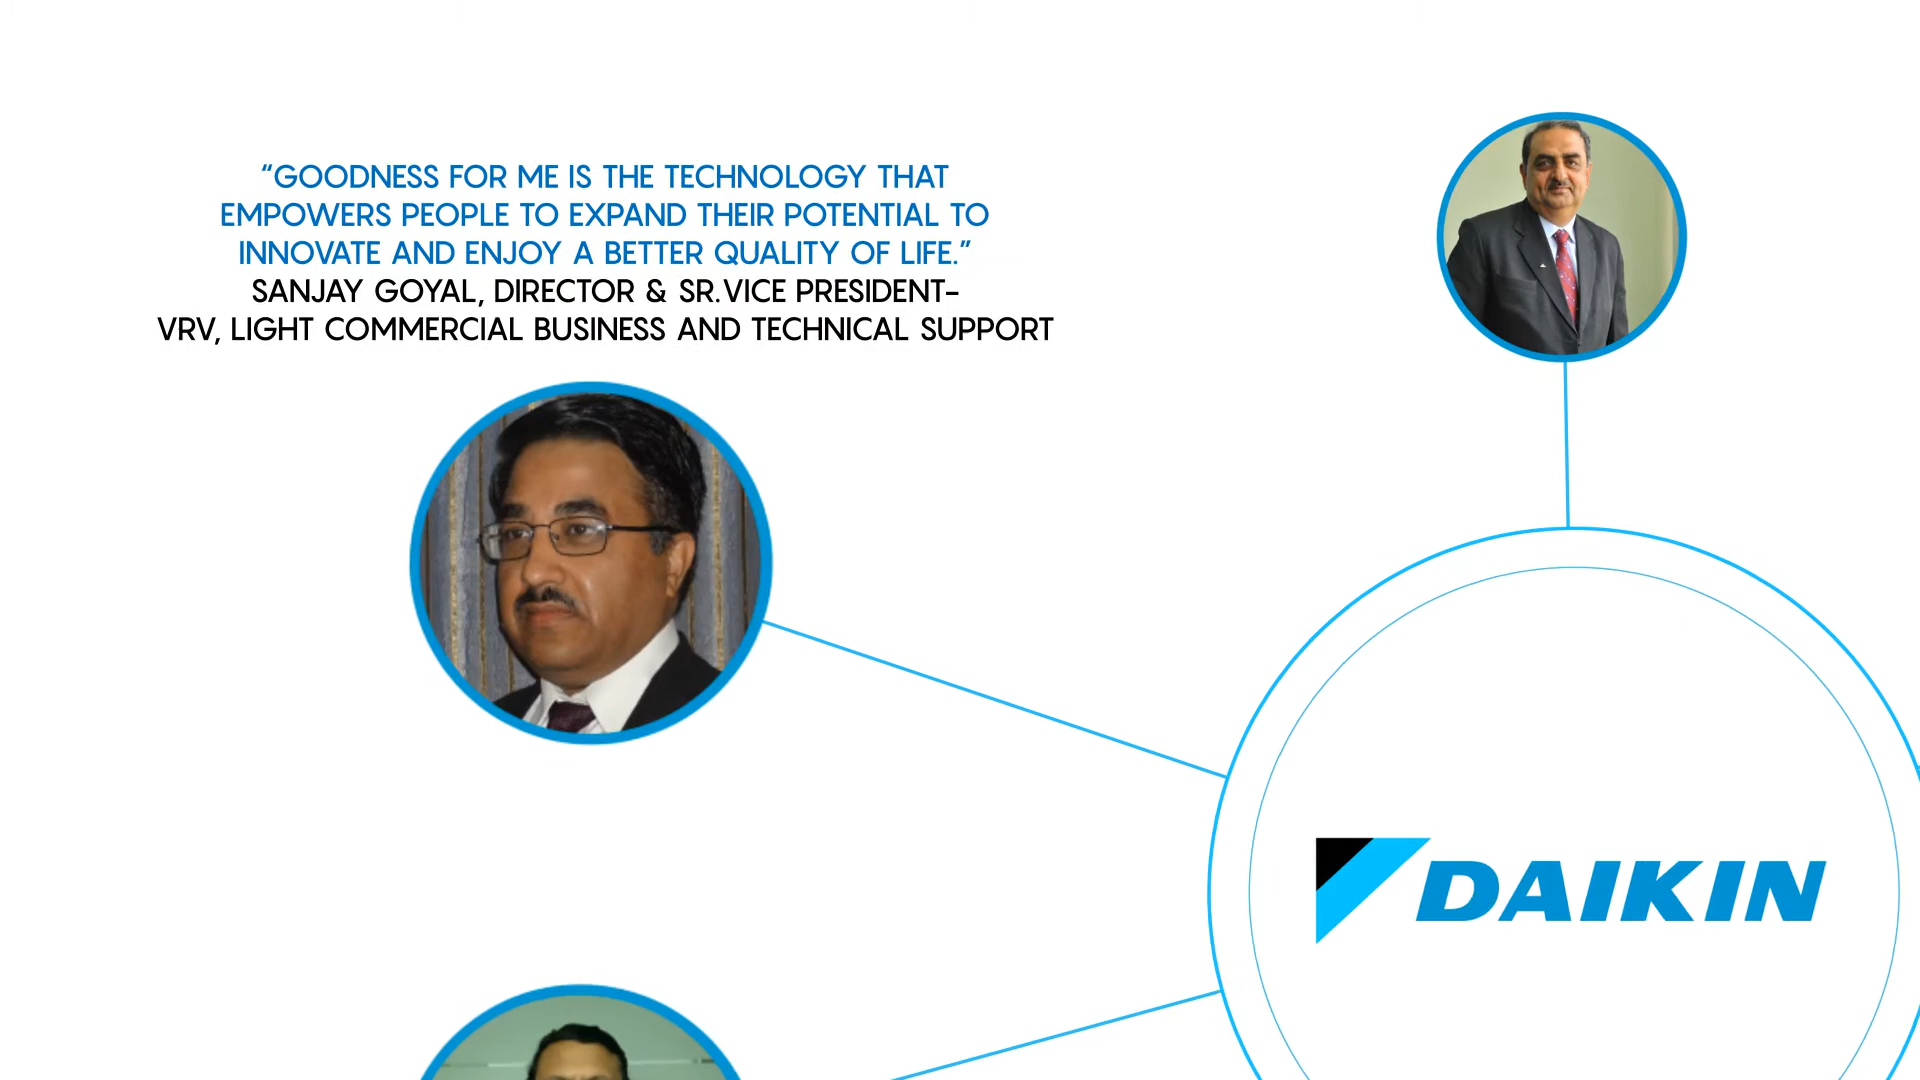 “GOODNESS FOR ME IS THE TECHNOLOGY THAT
EMPOWERS PEOPLE TO EXPAND THEIR POTENTIAL TO
INNOVATE AND ENJOY A BETTER QUALITY OF LIFE.”
SANJAY GOYAL, DIRECTOR & SR.VICE PRESIDENT-
VRV, LIGHT COMMERCIAL BUSINESS AND TECHNICAL SUPPORT
DAIKIN